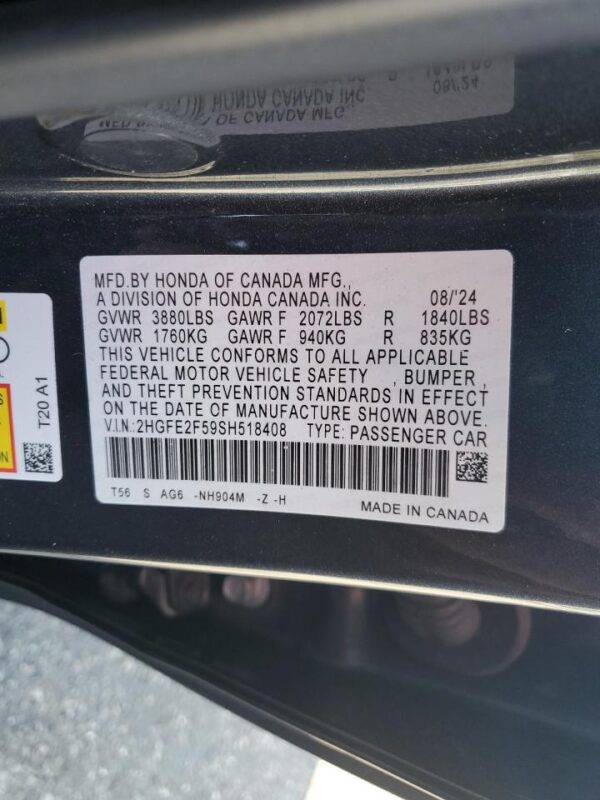 MFD.BY HONDA OF CANADA MFG.,
A DIVISION OF HONDA CANADA INC. 08/'24
GVWR 3880LBS GAWR F 2072LBS R 1840LBS
GVWR 1760KG GAWR F 940KG R 835KG
THIS VEHICLE CONFORMS TO ALL APPLICABLE
FEDERAL MOTOR VEHICLE SAFETY , BUMPER ,
AND THEFT PREVENTION STANDARDS IN EFFECT
ON THE DATE OF MANUFACTURE SHOWN ABOVE.
V.I.N.:2HGFE2F59SH518408 TYPE: PASSENGER CAR
T56 S AG6 -NH904M -Z -H
MADE IN CANADA
T20 A1